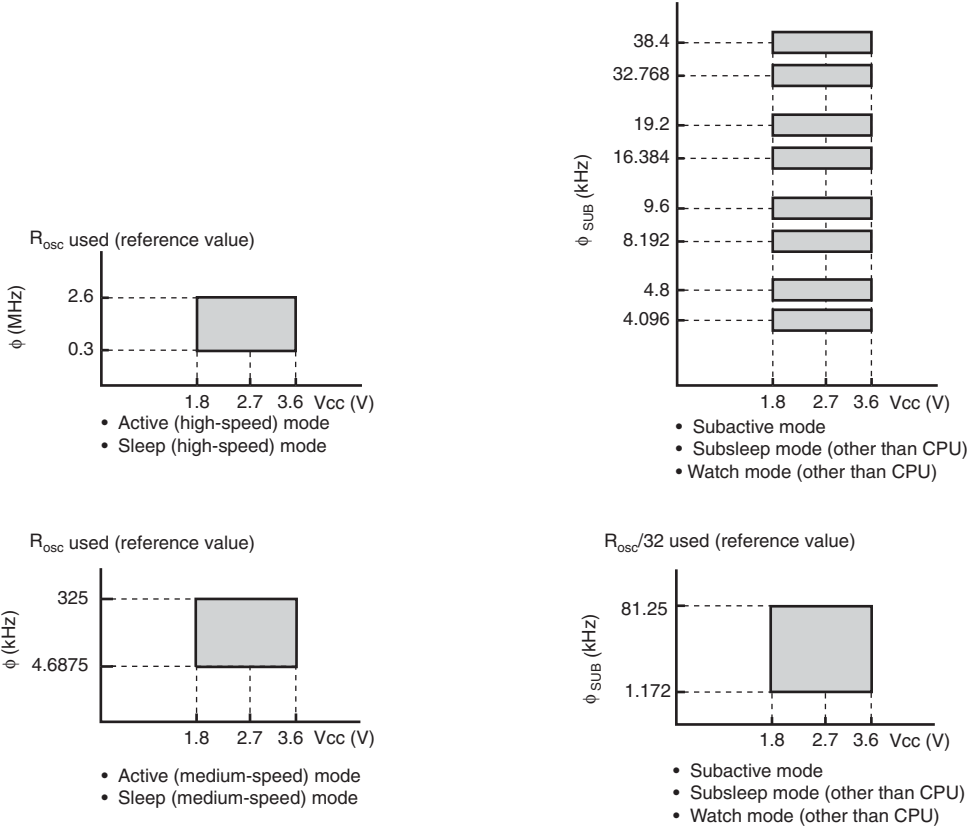 38.4
32.768
19.2
16.384
9.6
8.192
4.8
4.096
ϕ SUB (kHz)
1.8 2.7 3.6 Vcc (V)
• Subactive mode
• Subsleep mode (other than CPU)
• Watch mode (other than CPU)
Rosc used (reference value)
ϕ (MHz)
2.6
0.3
1.8 2.7 3.6 Vcc (V)
• Active (high-speed) mode
• Sleep (high-speed) mode
Rosc used (reference value)
ϕ (kHz)
325
4.6875
1.8 2.7 3.6 Vcc (V)
• Active (medium-speed) mode
• Sleep (medium-speed) mode
Rosc/32 used (reference value)
ϕ SUB (kHz)
81.25
1.172
1.8 2.7 3.6 Vcc (V)
• Subactive mode
• Subsleep mode (other than CPU)
• Watch mode (other than CPU)